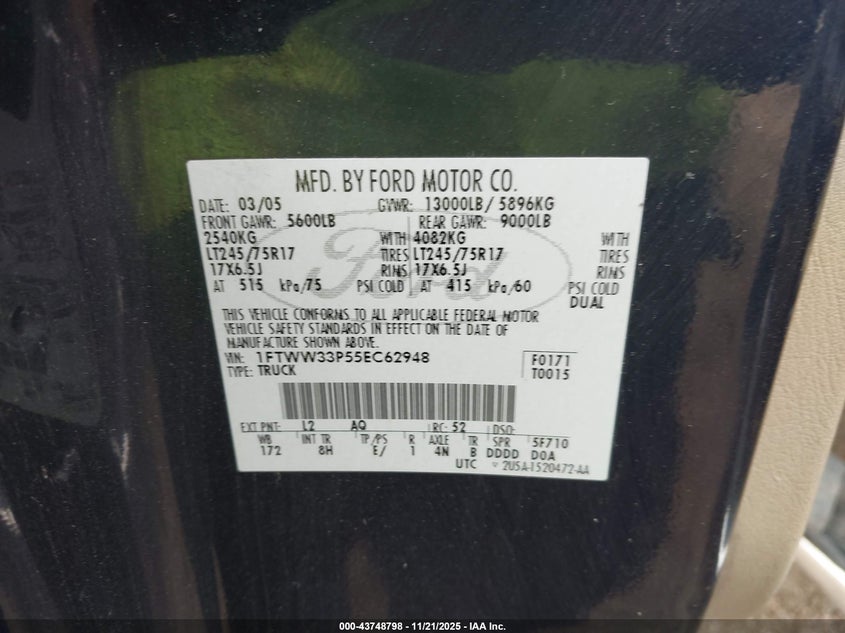 MFD. BY FORD MOTOR CO.
DATE: 03/05 GVWR: 13000LB/ 5896KG
FRONT GAWR: 5600LB REAR GAWR: 9000LB
2540KG WITH 4082KG WITH
LT245/75R17 TIRES LT245/75R17 TIRES
17X6.5J RIMS 17X6.5J RIMS
AT 515 kPa/75 PSI COLD AT 415 kPa/60 PSI COLD
DUAL
Ford
THIS VEHICLE CONFORMS TO ALL APPLICABLE FEDERAL MOTOR
VEHICLE SAFETY STANDARDS IN EFFECT ON THE DATE OF
MANUFACTURE SHOWN ABOVE.
VIN: 1FTWW33P55EC62948 F0171
TYPE: TRUCK T0015
EXT PNT: L2 AQ RC: 52 DSO:
WB INT TR TP/PS R AXLE TR SPR 5F710
172 8H E/ 1 4N B DDDD D0A
UTC 2U5A-1520472-AA
000-43748798 - 11/21/2025 - IAA Inc.